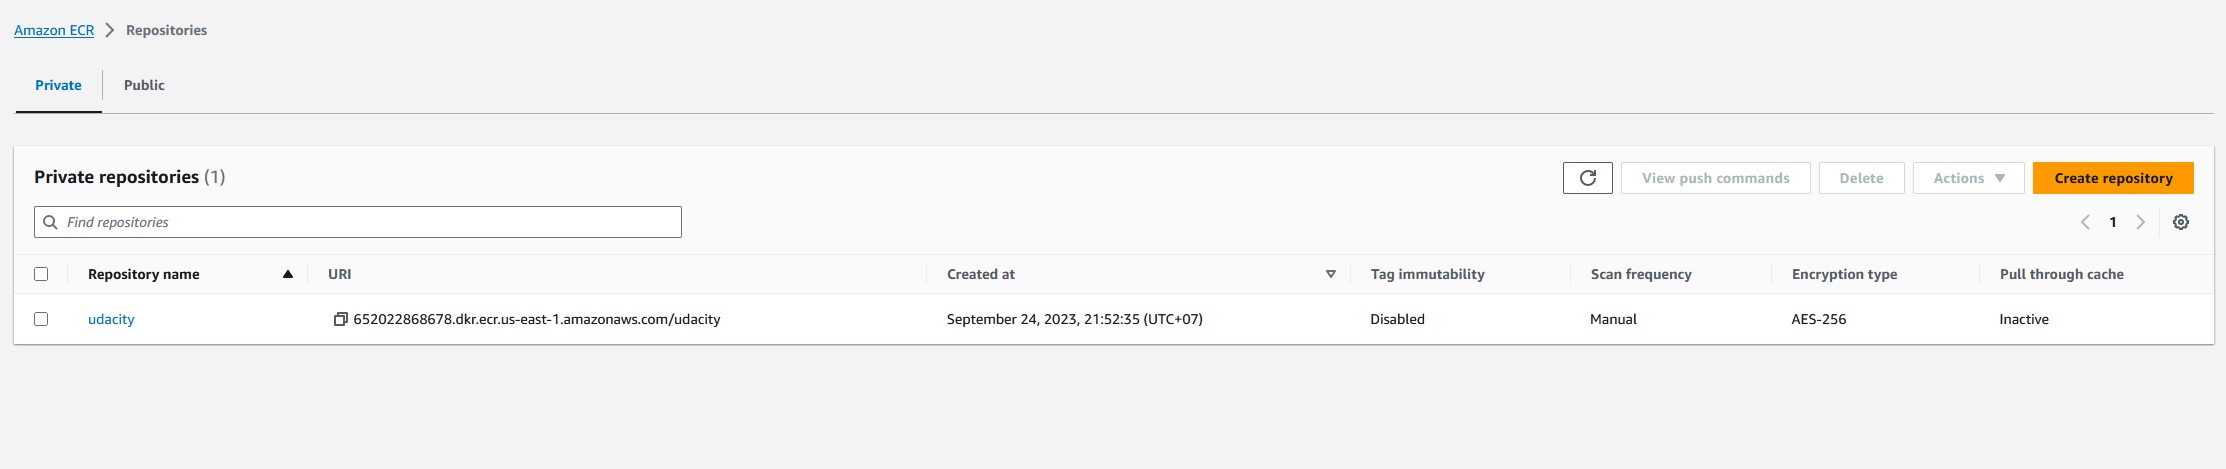 Amazon ECR > Repositories
Private Public
Private repositories (1) View push commands Delete Actions Create repository
Find repositories 1
Repository name URI Created at Tag immutability Scan frequency Encryption type Pull through cache
udacity 652022868678.dkr.ecr.us-east-1.amazonaws.com/udacity September 24, 2023, 21:52:35 (UTC+07) Disabled Manual AES-256 Inactive